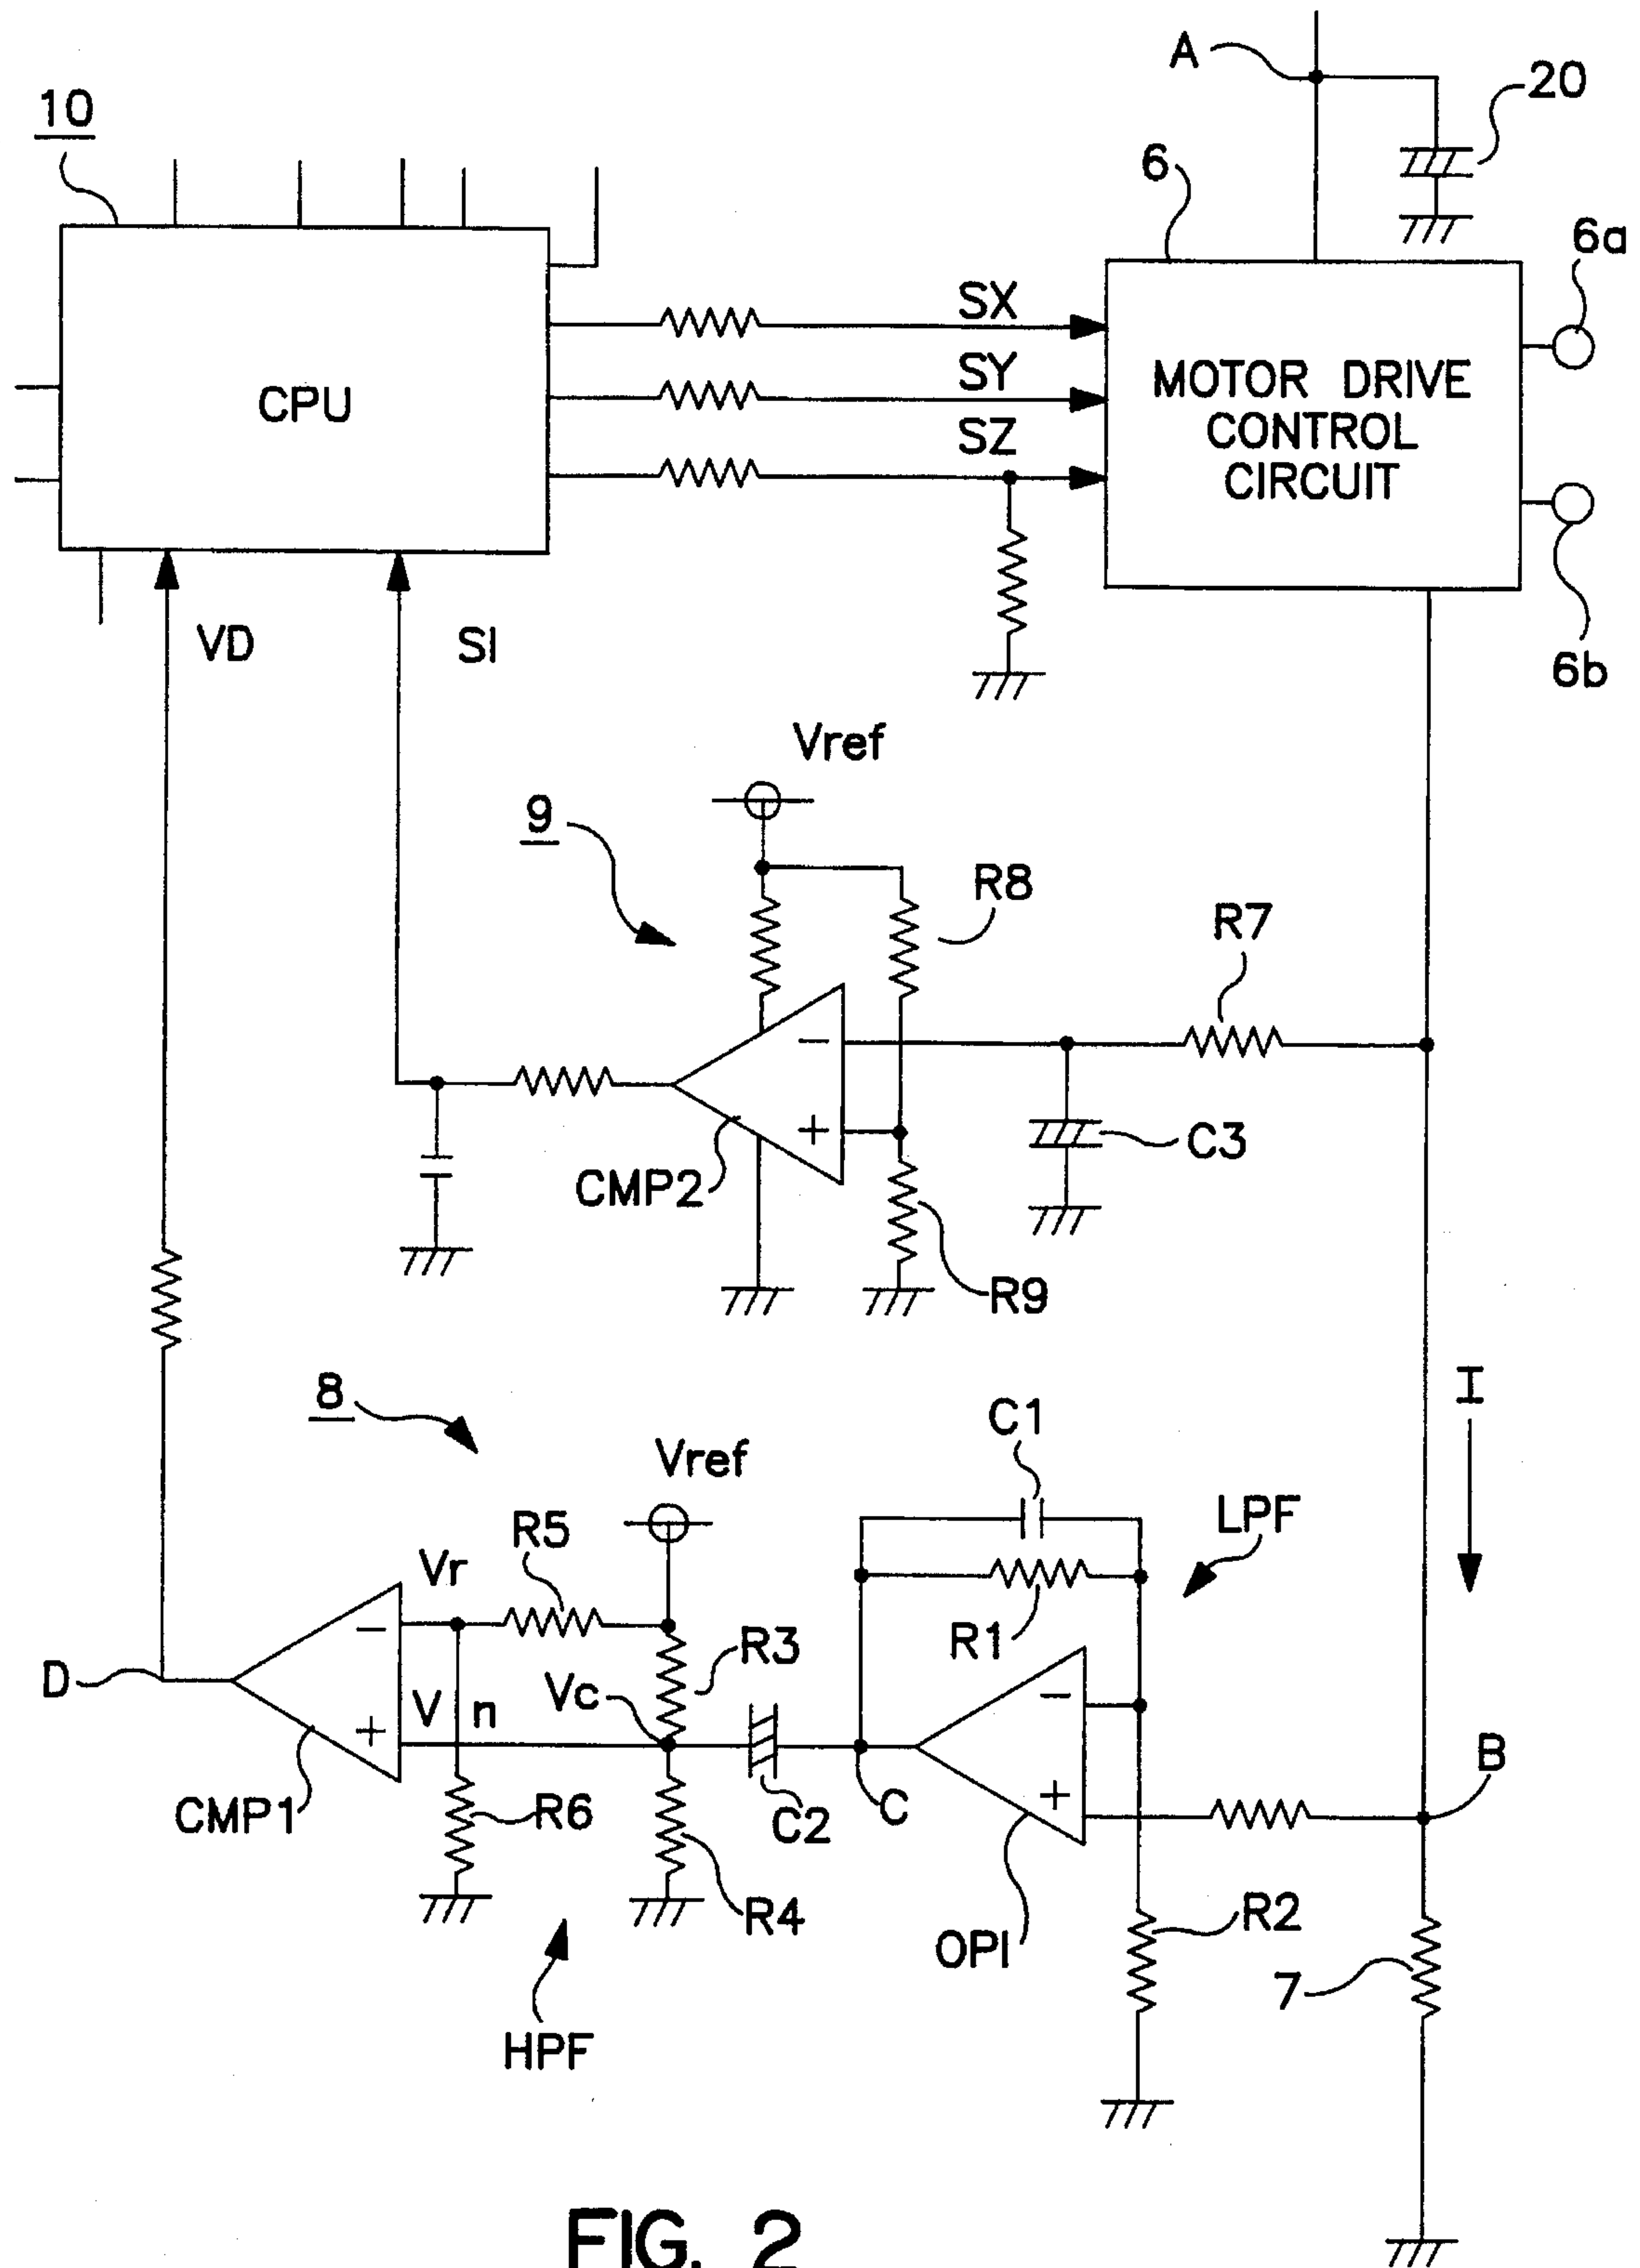 A
20
10
6
6a
SX
SY
SZ
CPU
MOTOR DRIVE
CONTROL
CIRCUIT
VD
SI
6b
Vref
9
R8
R7
C3
CMP2
R9
8
Vref
C1
I
LPF
R5
Vr
R1
R3
D
Vc
V n
B
C
CMP1
R6
C2
R4
R2
OP1
7
HPF
FIG. 2